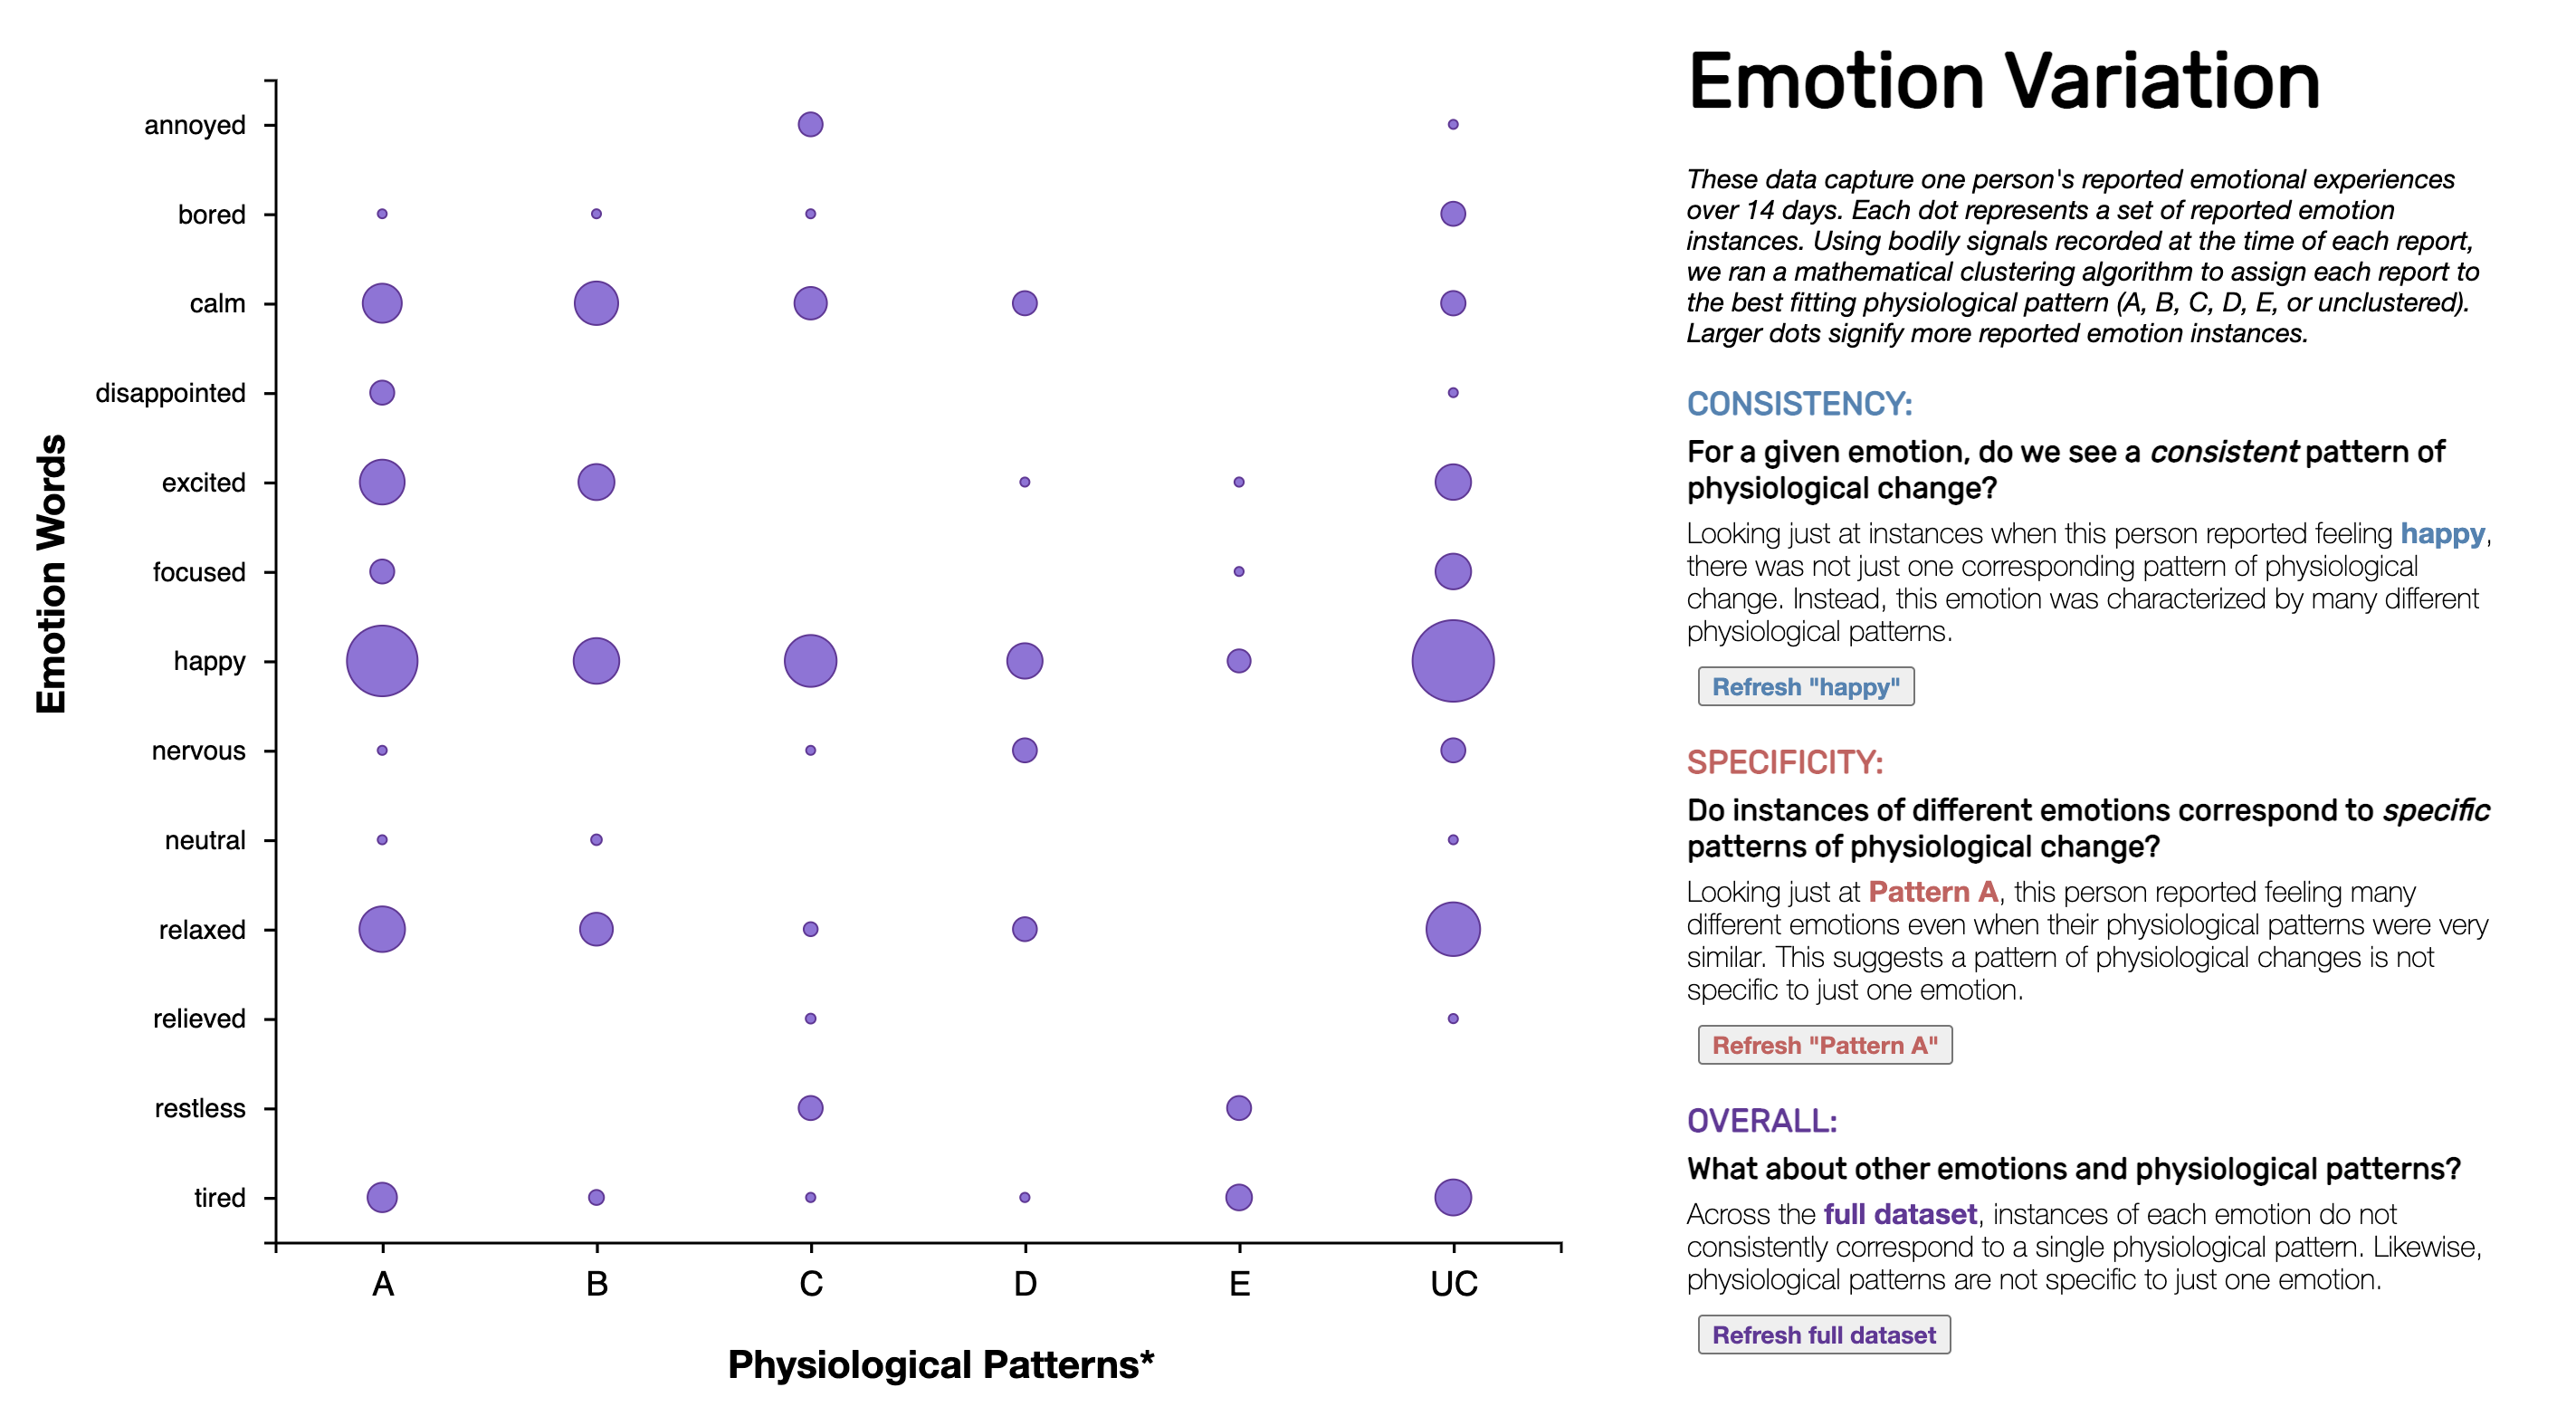 Emotion Words
annoyed
bored
calm
disappointed
excited
focused
happy
nervous
neutral
relaxed
relieved
restless
tired
A B C D E UC
Physiological Patterns*
Emotion Variation
These data capture one person's reported emotional experiences
over 14 days. Each dot represents a set of reported emotion
instances. Using bodily signals recorded at the time of each report,
we ran a mathematical clustering algorithm to assign each report to
the best fitting physiological pattern (A, B, C, D, E, or unclustered).
Larger dots signify more reported emotion instances.
CONSISTENCY:
For a given emotion, do we see a consistent pattern of
physiological change?
Looking just at instances when this person reported feeling happy,
there was not just one corresponding pattern of physiological
change. Instead, this emotion was characterized by many different
physiological patterns.
Refresh "happy"
SPECIFICITY:
Do instances of different emotions correspond to specific
patterns of physiological change?
Looking just at Pattern A, this person reported feeling many
different emotions even when their physiological patterns were very
similar. This suggests a pattern of physiological changes is not
specific to just one emotion.
Refresh "Pattern A"
OVERALL:
What about other emotions and physiological patterns?
Across the full dataset, instances of each emotion do not
consistently correspond to a single physiological pattern. Likewise,
physiological patterns are not specific to just one emotion.
Refresh full dataset